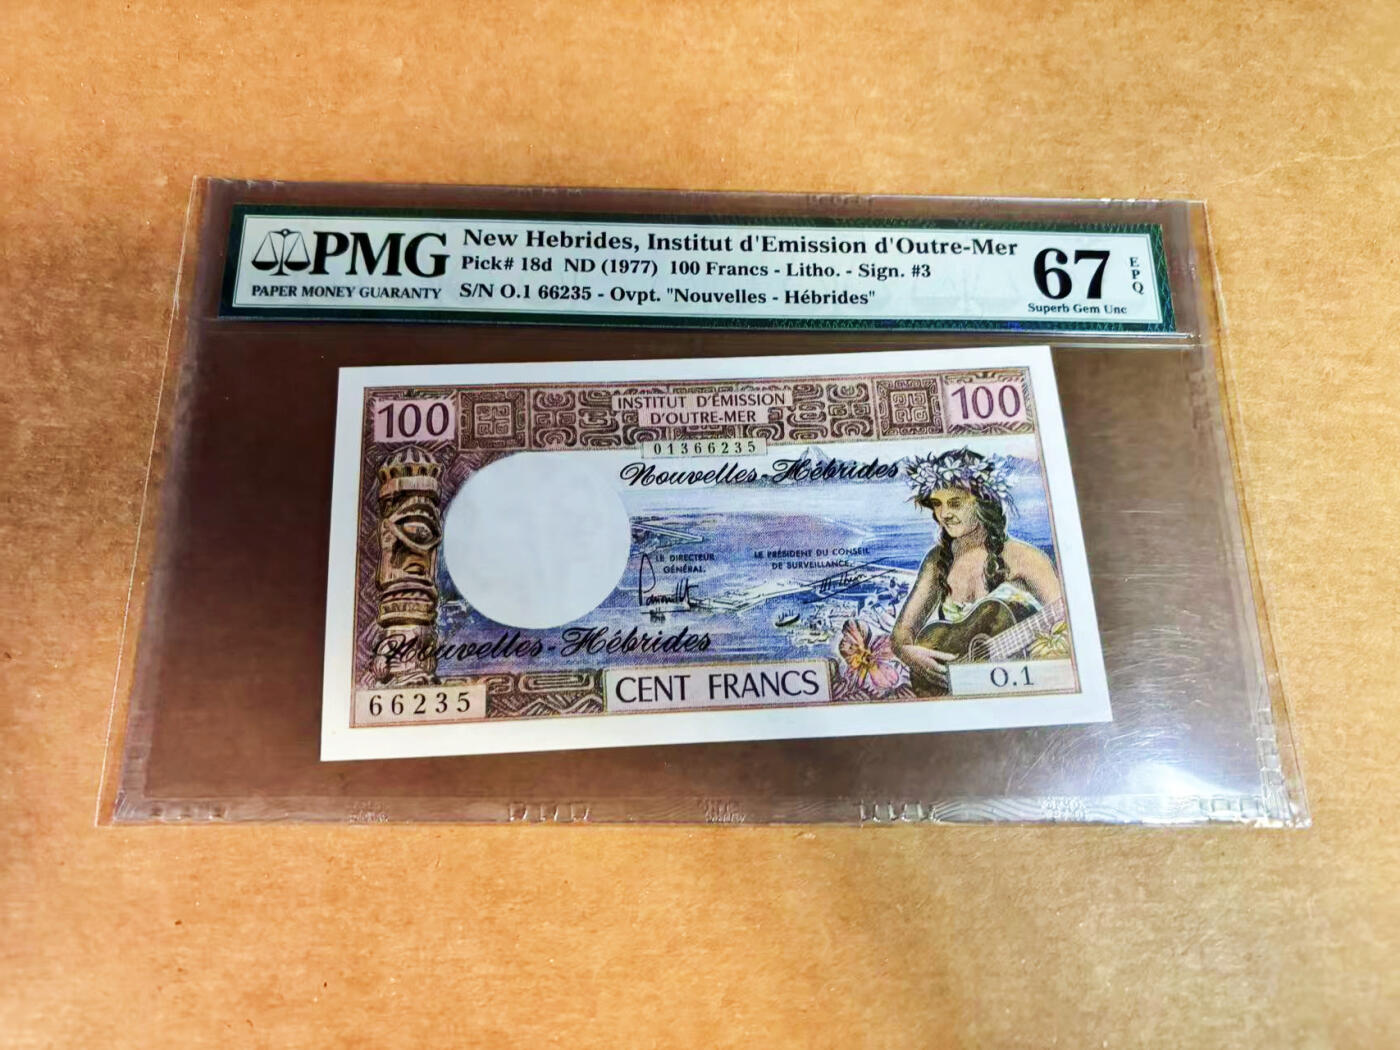 PMG
PAPER MONEY GUARANTY
New Hebrides, Institut d'Emission d'Outre-Mer
Pick# 18d ND (1977) 100 Francs - Litho. - Sign. #3
S/N O.1 66235 - Ovpt. "Nouvelles - Hébrides"
67
EPQ
Superb Gem Unc
100
INSTITUT D'ÉMISSION
D'OUTRE-MER
100
01366235
Nouvelles-Hébrides
LE DIRECTEUR
GÉNÉRAL.
LE PRÉSIDENT DU CONSEIL
DE SURVEILLANCE.
Nouvelles-Hébrides
66235
CENT FRANCS
O.1